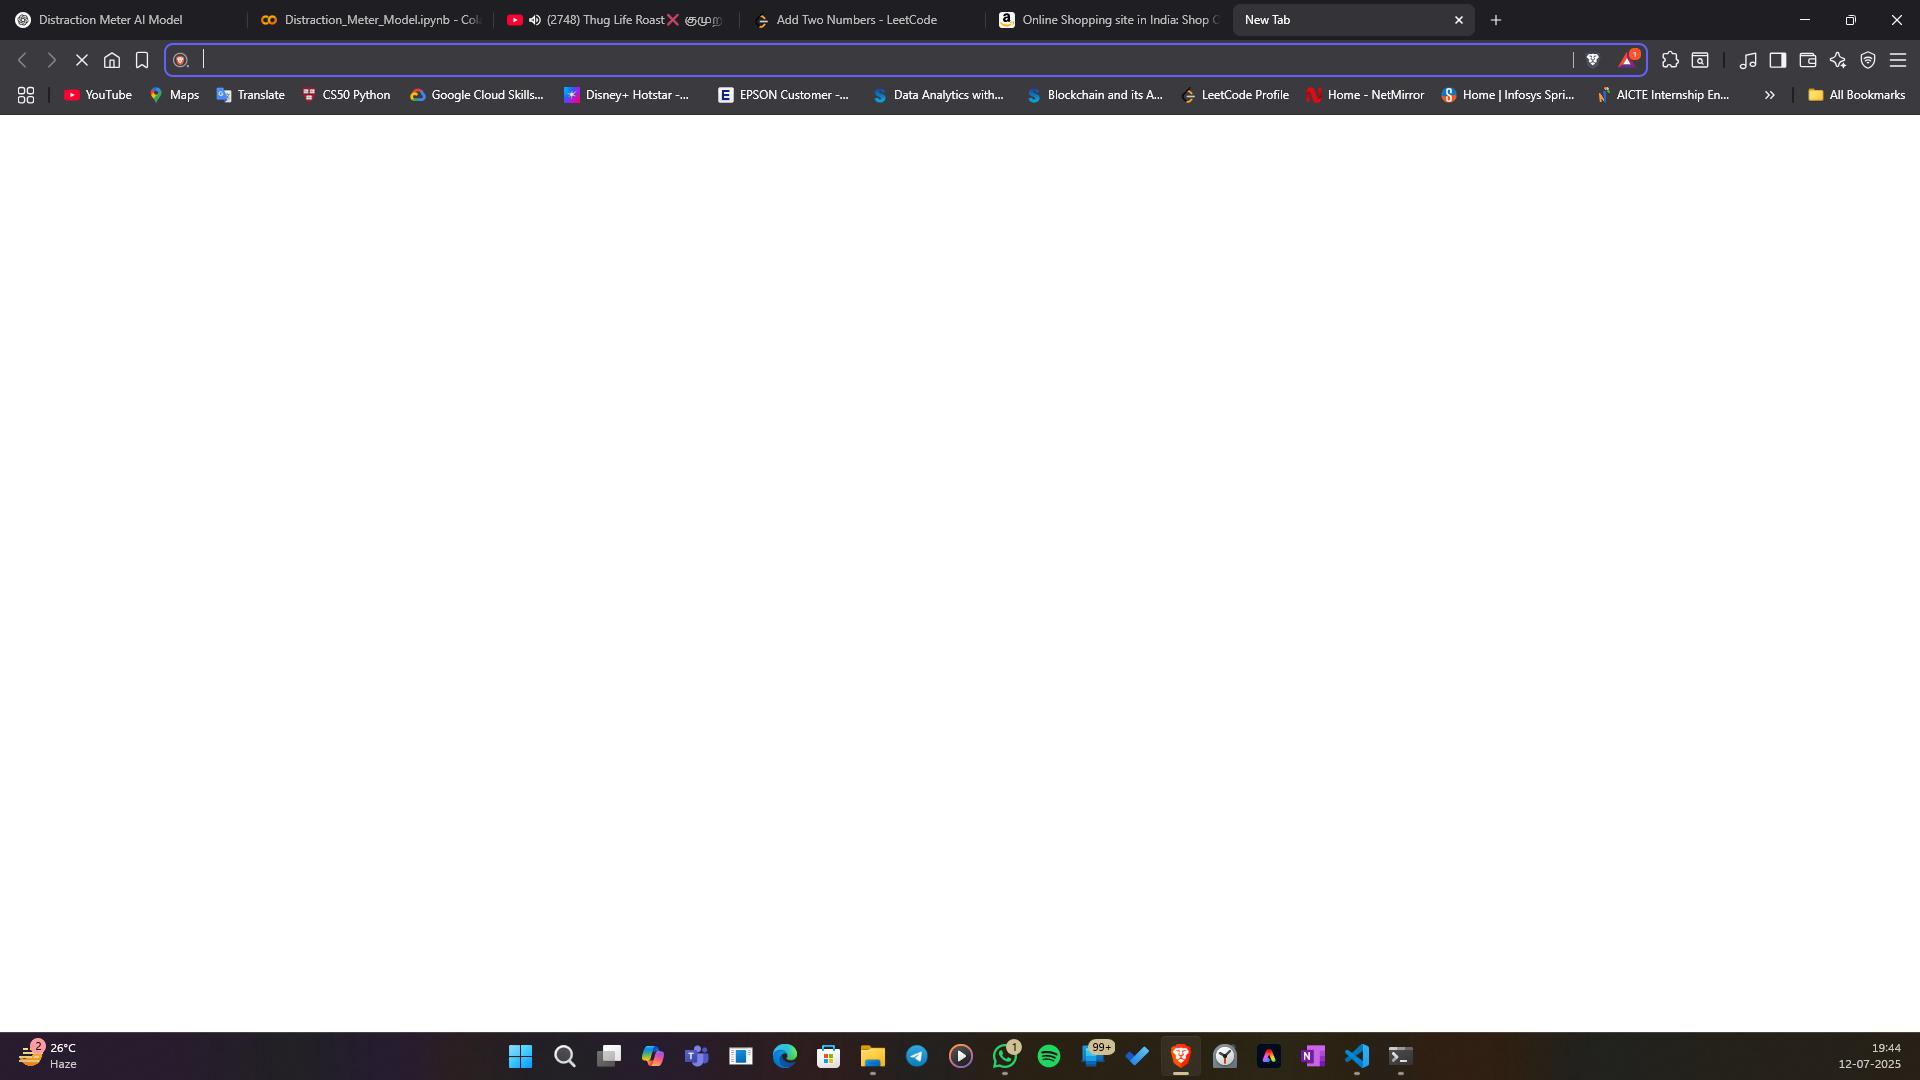 Distraction Meter AI Model
Distraction_Meter_Model.ipynb - Col
(2748) Thug Life Roast❌ குமுற
Add Two Numbers - LeetCode
Online Shopping site in India: Shop O
New Tab
1
YouTube
Maps
Translate
CS50 Python
Google Cloud Skills...
Disney+ Hotstar -...
EPSON Customer -...
Data Analytics with...
Blockchain and its A...
LeetCode Profile
Home - NetMirror
Home | Infosys Spri...
AICTE Internship En...
All Bookmarks
2
26°C
Haze
1
99+
19:44
12-07-2025